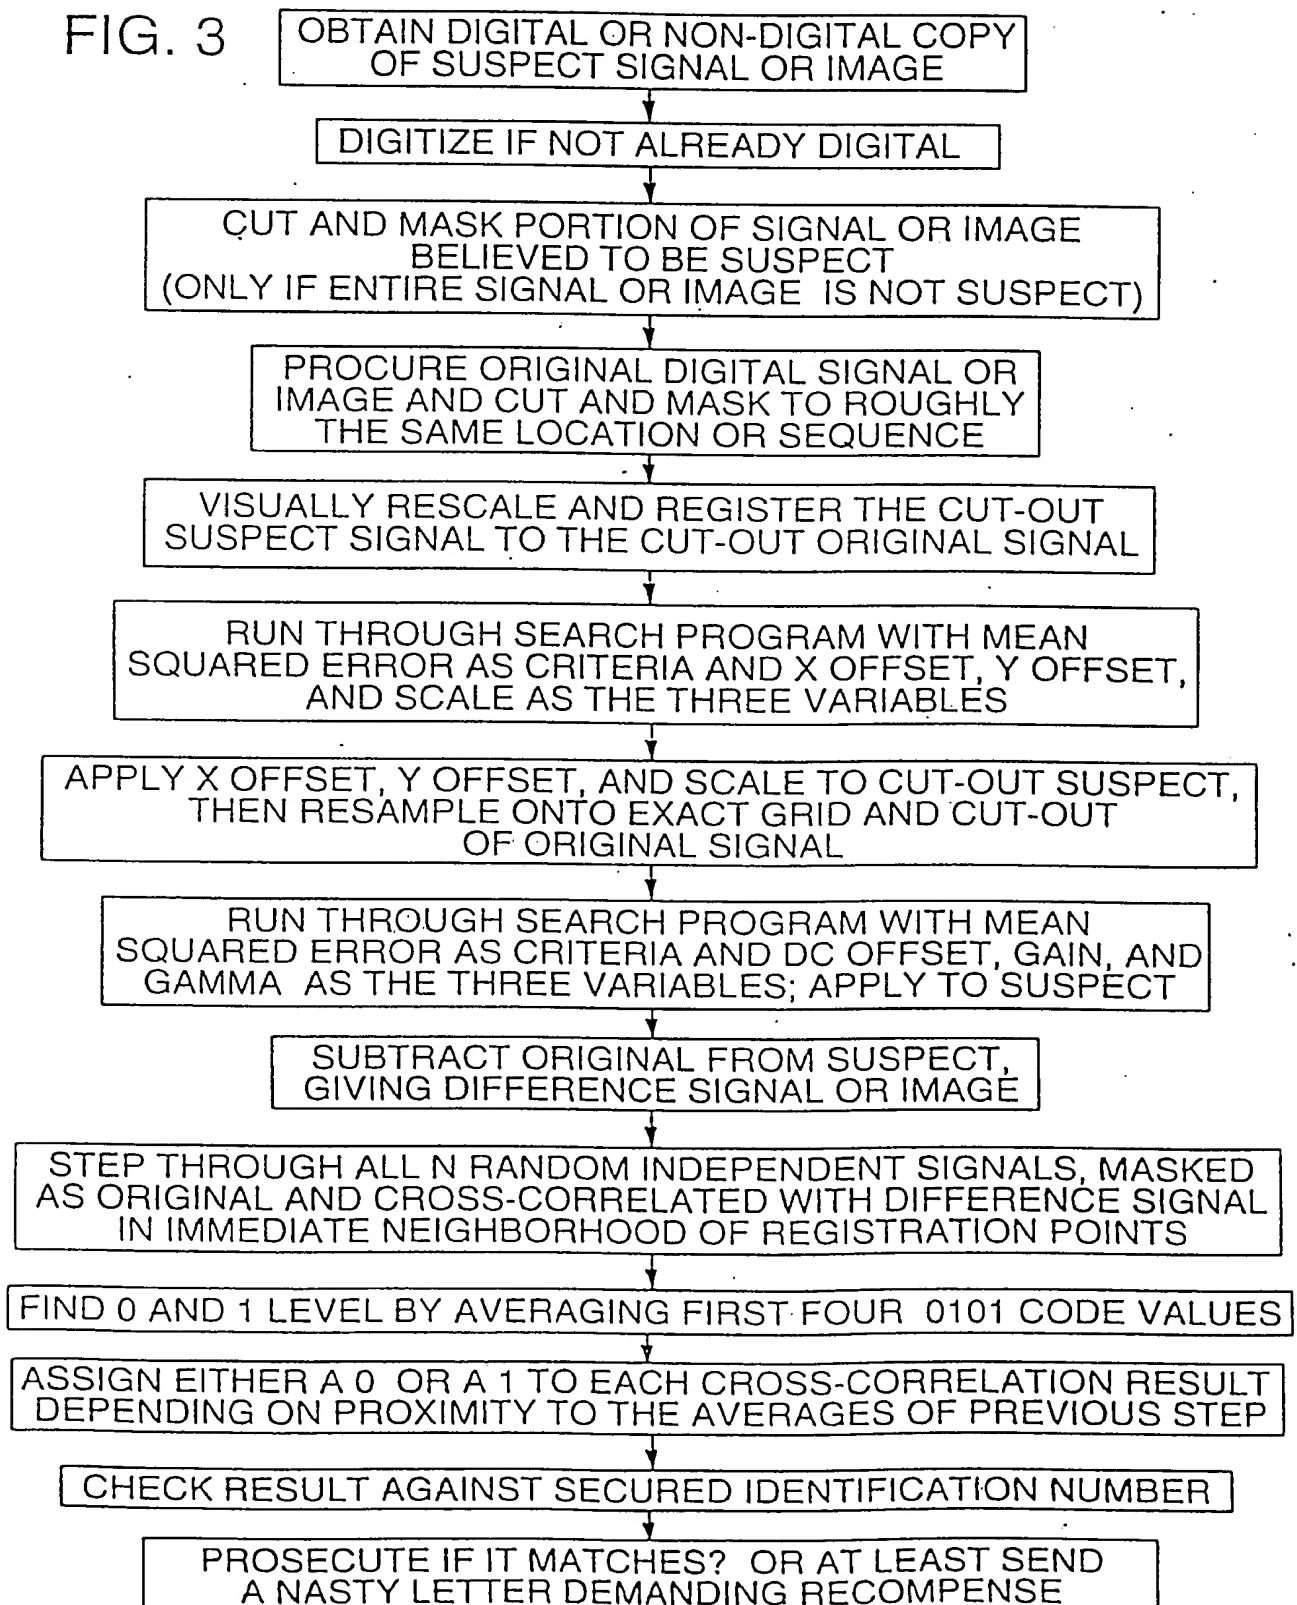 FIG. 3
OBTAIN DIGITAL OR NON-DIGITAL COPY
OF SUSPECT SIGNAL OR IMAGE
DIGITIZE IF NOT ALREADY DIGITAL
CUT AND MASK PORTION OF SIGNAL OR IMAGE
BELIEVED TO BE SUSPECT
(ONLY IF ENTIRE SIGNAL OR IMAGE IS NOT SUSPECT)
PROCURE ORIGINAL DIGITAL SIGNAL OR
IMAGE AND CUT AND MASK TO ROUGHLY
THE SAME LOCATION OR SEQUENCE
VISUALLY RESCALE AND REGISTER THE CUT-OUT
SUSPECT SIGNAL TO THE CUT-OUT ORIGINAL SIGNAL
RUN THROUGH SEARCH PROGRAM WITH MEAN
SQUARED ERROR AS CRITERIA AND X OFFSET, Y OFFSET,
AND SCALE AS THE THREE VARIABLES
APPLY X OFFSET, Y OFFSET, AND SCALE TO CUT-OUT SUSPECT,
THEN RESAMPLE ONTO EXACT GRID AND CUT-OUT
OF ORIGINAL SIGNAL
RUN THROUGH SEARCH PROGRAM WITH MEAN
SQUARED ERROR AS CRITERIA AND DC OFFSET, GAIN, AND
GAMMA AS THE THREE VARIABLES; APPLY TO SUSPECT
SUBTRACT ORIGINAL FROM SUSPECT,
GIVING DIFFERENCE SIGNAL OR IMAGE
STEP THROUGH ALL N RANDOM INDEPENDENT SIGNALS, MASKED
AS ORIGINAL AND CROSS-CORRELATED WITH DIFFERENCE SIGNAL
IN IMMEDIATE NEIGHBORHOOD OF REGISTRATION POINTS
FIND 0 AND 1 LEVEL BY AVERAGING FIRST FOUR 0101 CODE VALUES
ASSIGN EITHER A 0 OR A 1 TO EACH CROSS-CORRELATION RESULT
DEPENDING ON PROXIMITY TO THE AVERAGES OF PREVIOUS STEP
CHECK RESULT AGAINST SECURED IDENTIFICATION NUMBER
PROSECUTE IF IT MATCHES? OR AT LEAST SEND
A NASTY LETTER DEMANDING RECOMPENSE